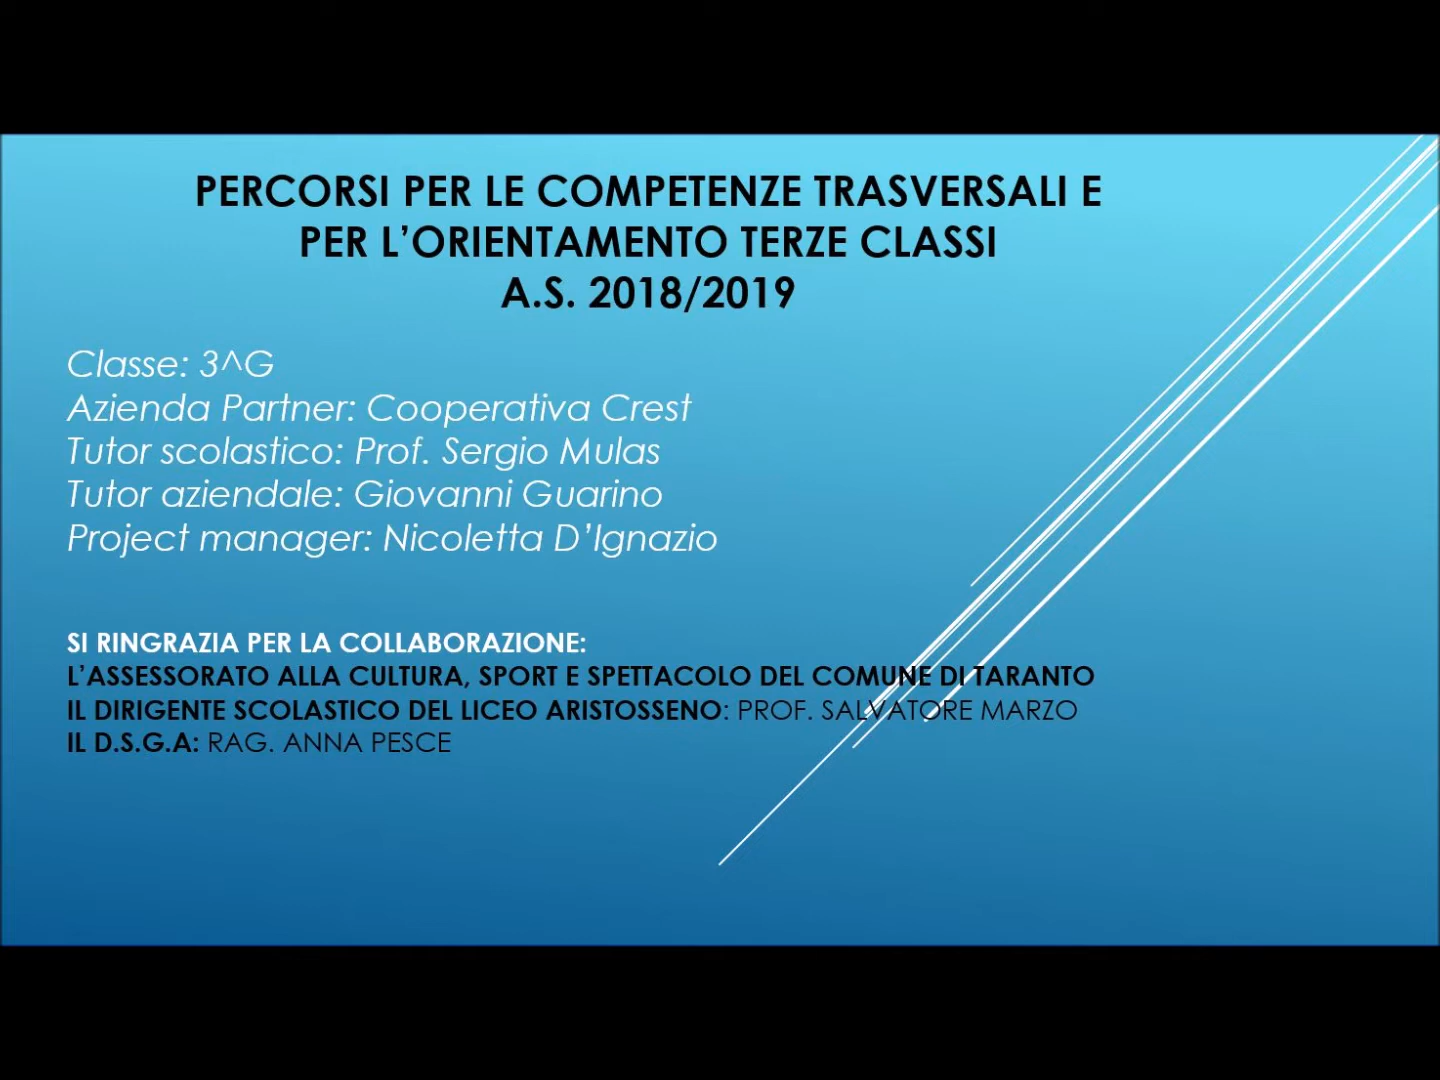 PERCORSI PER LE COMPETENZE TRASVERSALI E
PER L’ORIENTAMENTO TERZE CLASSI
A.S. 2018/2019
Classe: 3^G
Azienda Partner: Cooperativa Crest
Tutor scolastico: Prof. Sergio Mulas
Tutor aziendale: Giovanni Guarino
Project manager: Nicoletta D’Ignazio
SI RINGRAZIA PER LA COLLABORAZIONE:
L’ASSESSORATO ALLA CULTURA, SPORT E SPETTACOLO DEL COMUNE DI TARANTO
IL DIRIGENTE SCOLASTICO DEL LICEO ARISTOSSENO: PROF. SALVATORE MARZO
IL D.S.G.A: RAG. ANNA PESCE